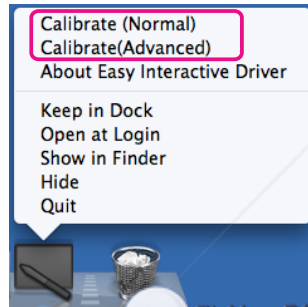 Calibrate (Normal)
Calibrate(Advanced)
About Easy Interactive Driver
Keep in Dock
Open at Login
Show in Finder
Hide
Quit